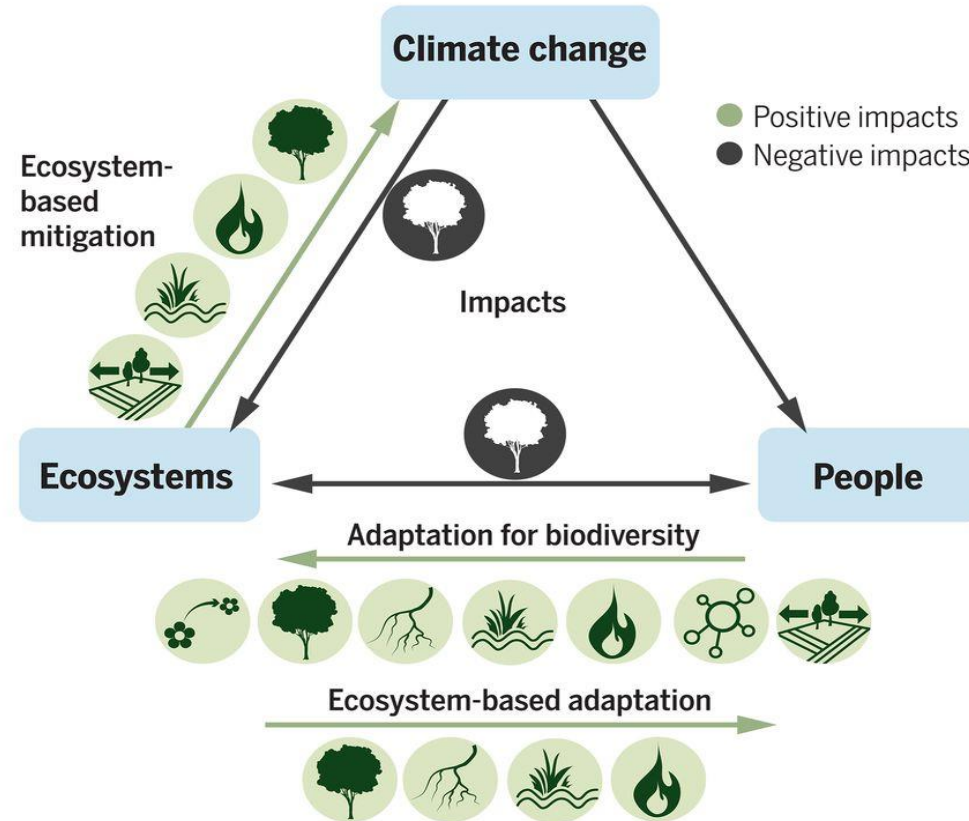 Climate change
Positive impacts
Negative impacts
Ecosystem-
based
mitigation
Impacts
Ecosystems
People
Adaptation for biodiversity
Ecosystem-based adaptation